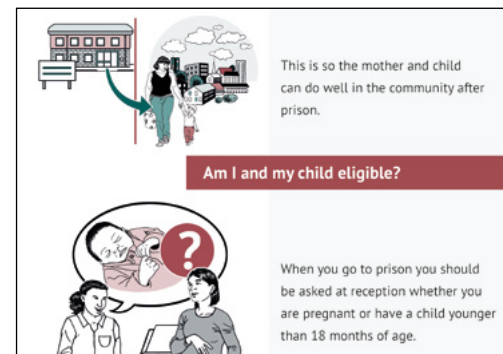 This is so the mother and child
can do well in the community after
prison.
Am I and my child eligible?
?
When you go to prison you should
be asked at reception whether you
are pregnant or have a child younger
than 18 months of age.